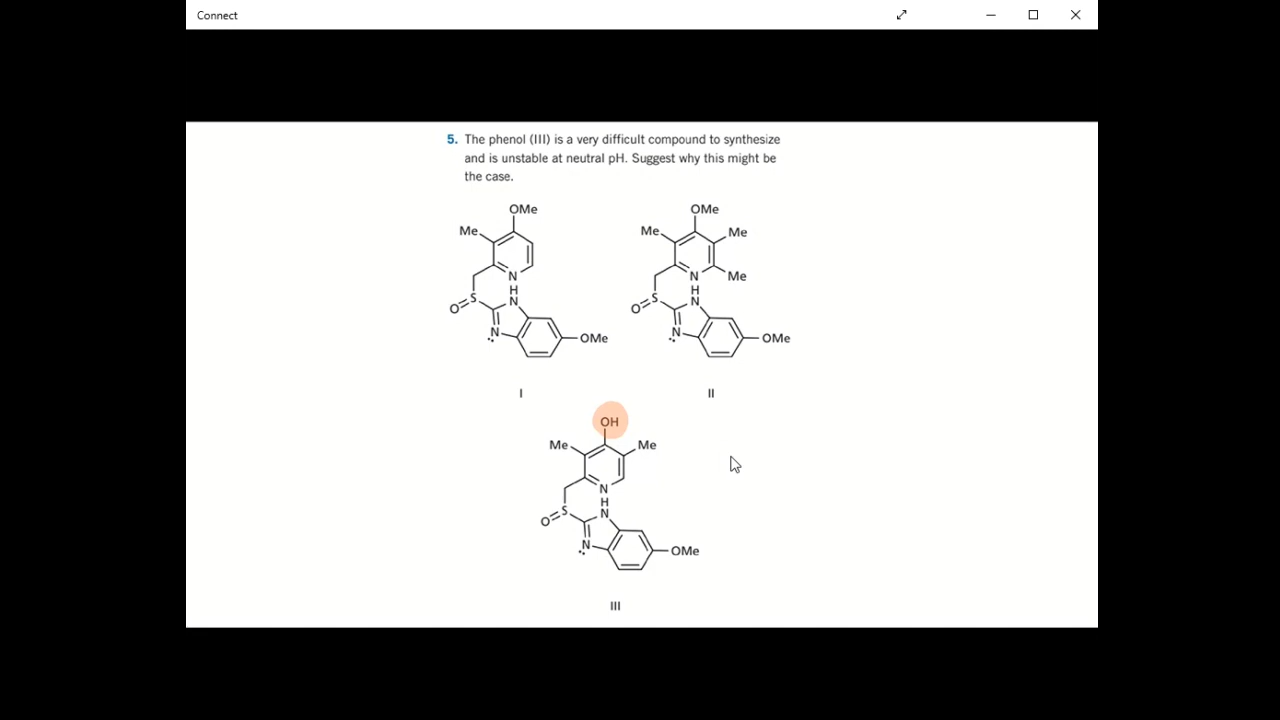 Connect
5. The phenol (III) is a very difficult compound to synthesize
and is unstable at neutral pH. Suggest why this might be
the case.
OMe
Me
N
H
S
O
N
N
OMe
I
OMe
Me
Me
N
Me
H
S
O
N
N
OMe
II
OH
Me
Me
N
H
S
O
N
N
OMe
III